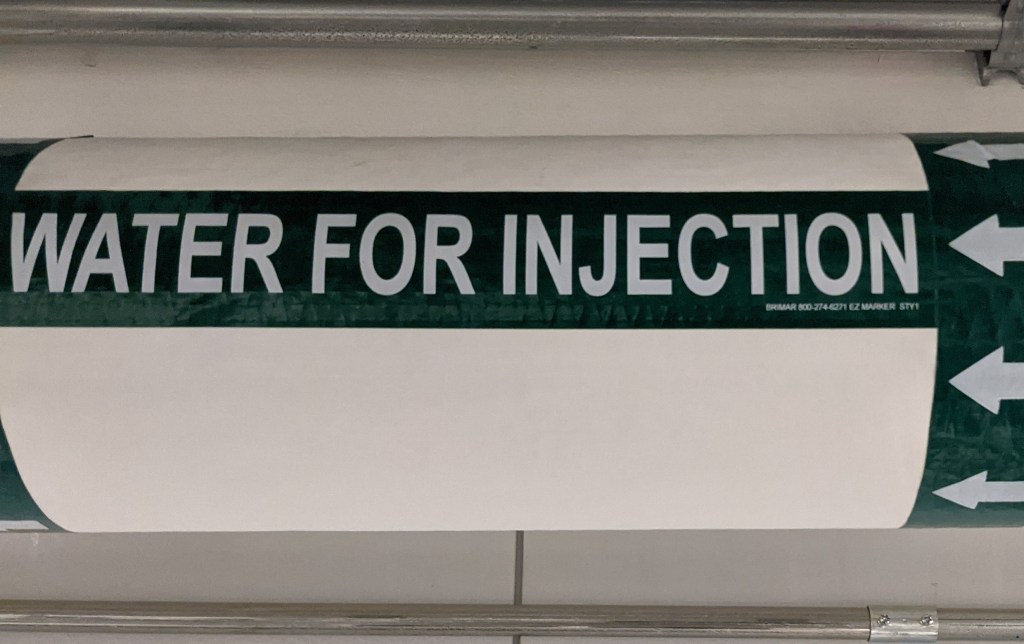 WATER FOR INJECTION
BRIMAR 800-274-6271 EZ MARKER STY1